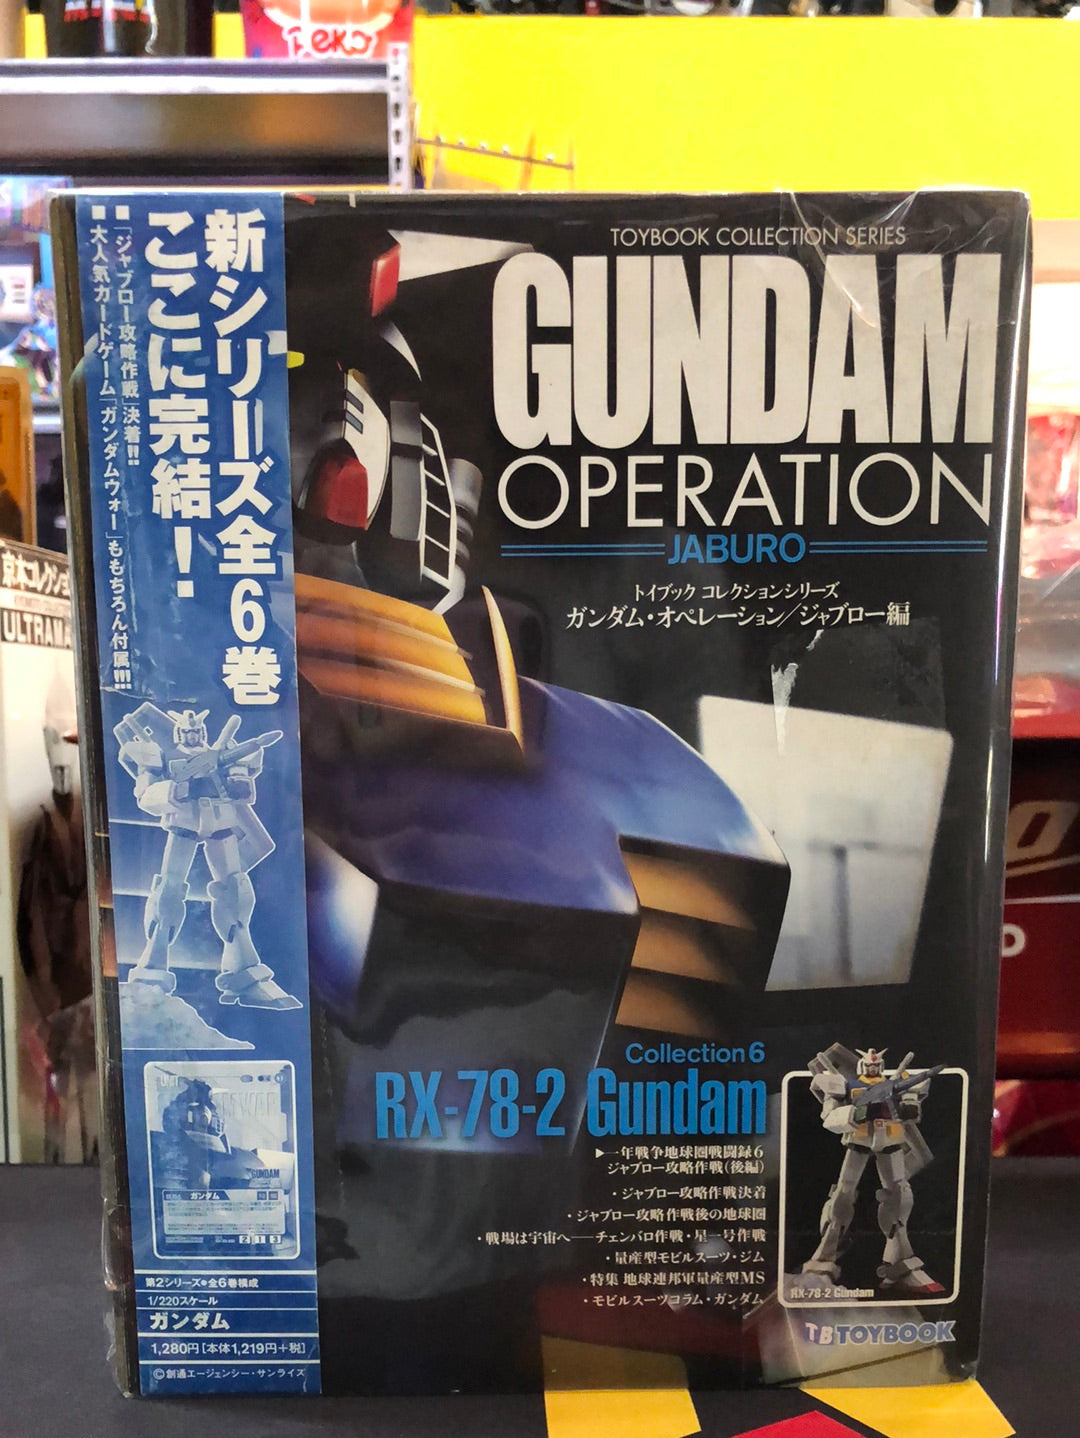 Peko
新シリーズ全6巻
ここに完結！
■「ジャブロー攻略作戦」決着!!
■大人気カードゲーム「ガンダムウォー」ももちろん付属!!!
TOYBOOK COLLECTION SERIES
GUNDAM
OPERATION
JABURO
トイブック コレクションシリーズ
ガンダム・オペレーション／ジャブロー編
ULTRAMA
UNIT
GUNDAM
ガンダム
2 1 3
第2シリーズ●全6巻構成
1/220スケール
ガンダム
1,280円[本体1,219円+税]
©創通エージェンシー・サンライズ
Collection 6
RX-78-2 Gundam
▶一年戦争地球圏戦闘録6
ジャブロー攻略作戦(後編)
・ジャブロー攻略作戦決着
・ジャブロー攻略作戦後の地球圏
・戦場は宇宙へ──チェンバロ作戦・星一号作戦
・量産型モビルスーツ・ジム
・特集 地球連邦軍量産型MS
・モビルスーツコラム・ガンダム
RX-78-2 Gundam
TB TOYBOOK